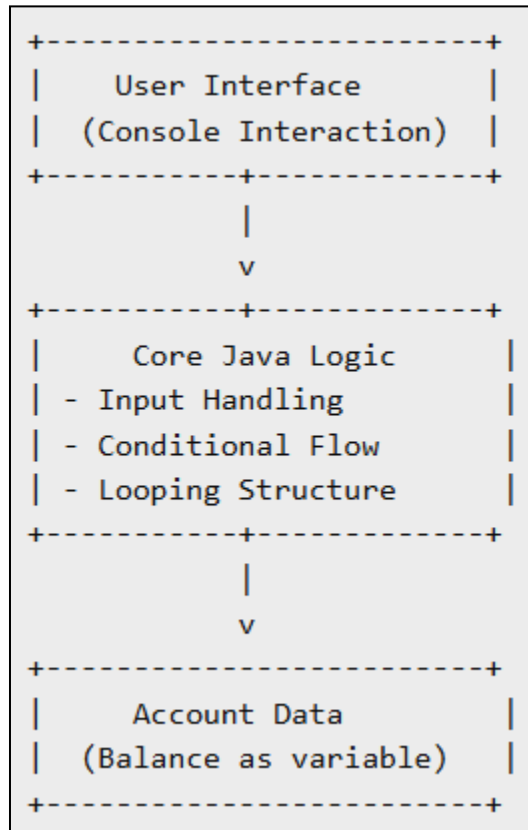 +-------------------------+
|    User Interface       |
|  (Console Interaction)  |
+-----------+-------------+
            |
            v
+-----------+-------------+
|     Core Java Logic      |
| - Input Handling         |
| - Conditional Flow       |
| - Looping Structure      |
+-----------+-------------+
            |
            v
+-------------------------+
|     Account Data         |
|  (Balance as variable)   |
+-------------------------+